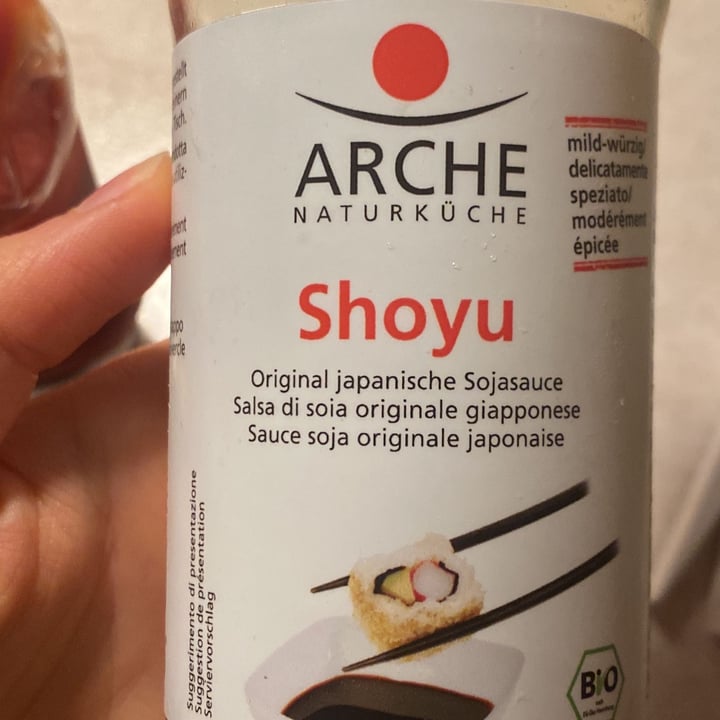 ARCHE
NATURKÜCHE
mild-würzig/
delicatamente
speziato/
modérément
épicée
Shoyu
Original japanische Sojasauce
Salsa di soia originale giapponese
Sauce soja originale japonaise
Suggerimento di presentazione
Suggestion de présentation
Serviervorschlag
BiO
nach